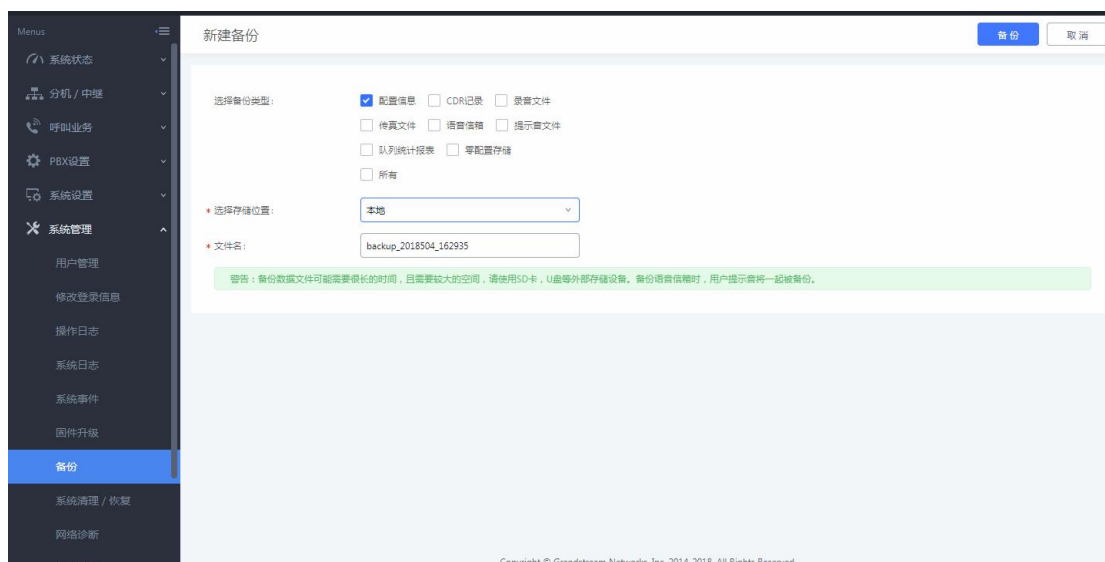 Menus
系统状态
分机 / 中继
呼叫业务
PBX设置
系统设置
系统管理
用户管理
修改登录信息
操作日志
系统日志
系统事件
固件升级
备份
系统清理 / 恢复
网络诊断
新建备份
备份 取消
选择备份类型: 配置信息 CDR记录 录音文件
传真文件 语音信箱 提示音文件
队列统计报表 零配置存储
所有
* 选择存储位置: 本地
* 文件名: backup_2018504_162935
警告:备份数据文件可能需要很长的时间,且需要较大的空间,请使用SD卡,U盘等外部存储设备。备份语音信箱时,用户提示音将一起被备份。
Copyright © Grandstream Networks, Inc. 2014-2018. All Rights Reserved.